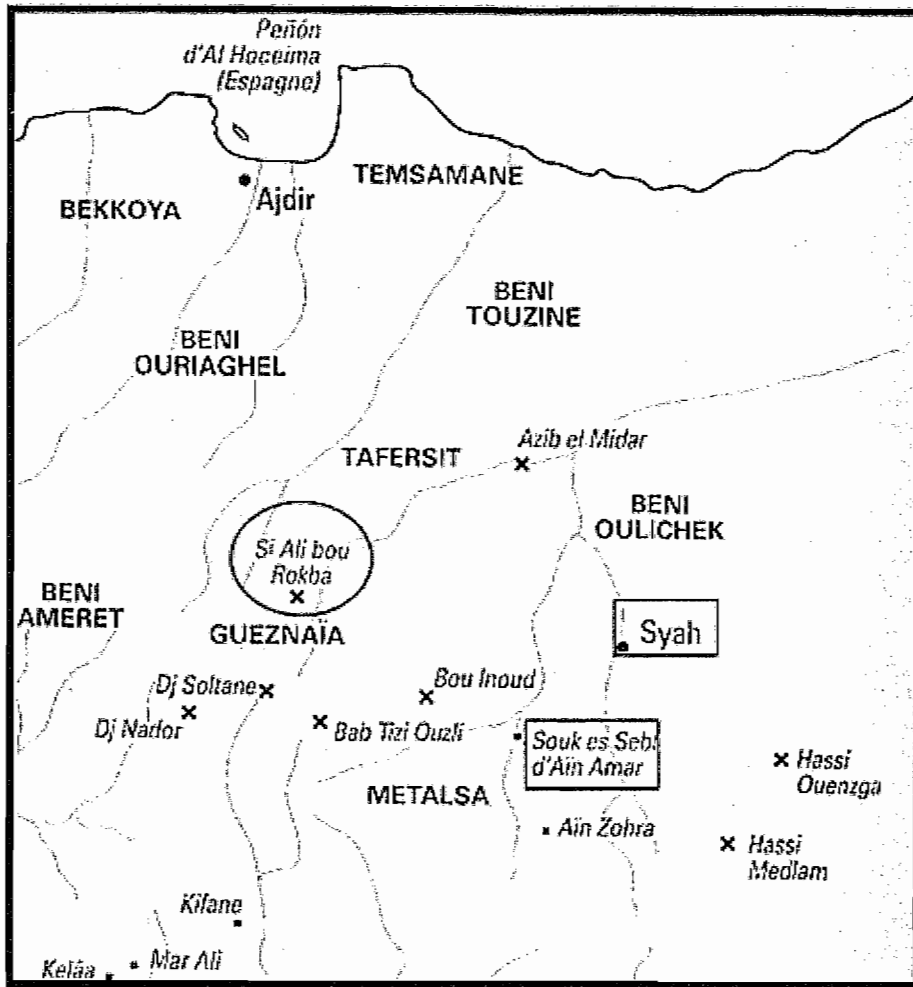 Peñón
d'Al Hoceima
(Espagne)
TEMSAMANE
Ajdir
BEKKOYA
BENI
TOUZINE
BENI
OURIAGHEL
Azib el Midar
TAFERSIT
BENI
OULICHEK
Si Ali bou
Rokba
BENI
AMERET
GUEZNAÏA
Syah
Dj Soltane
Bou Inoud
Dj Nador
Bab Tizi Ouzli
Souk es Sebt
d'Aïn Amar
Hassi
Ouenzga
METALSA
Aïn Zohra
Hassi
Medlam
Kifane
Mar Ali
Kelâa